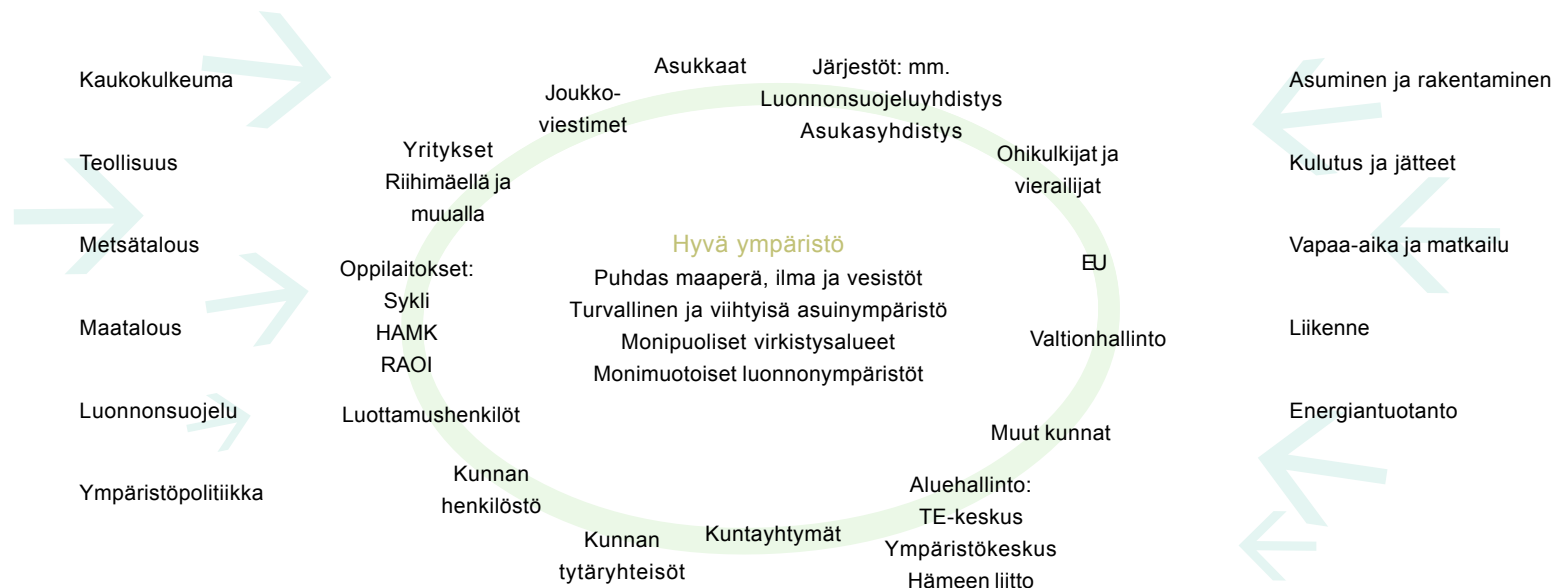 Kaukokulkeuma
Teollisuus
Metsätalous
Maatalous
Luonnonsuojelu
Ympäristöpolitiikka
Asukkaat
Järjestöt: mm.
Luonnonsuojeluyhdistys
Asukasyhdistys
Joukko-
viestimet
Yritykset
Riihimäellä ja
muualla
Ohikulkijat ja
vierailijat
Oppilaitokset:
Sykli
HAMK
RAOI
Hyvä ympäristö
Puhdas maaperä, ilma ja vesistöt
Turvallinen ja viihtyisä asuinympäristö
Monipuoliset virkistysalueet
Monimuotoiset luonnonympäristöt
EU
Valtionhallinto
Luottamushenkilöt
Muut kunnat
Kunnan
henkilöstö
Kunnan
tytäryhteisöt
Kuntayhtymät
Aluehallinto:
TE-keskus
Ympäristökeskus
Hämeen liitto
Asuminen ja rakentaminen
Kulutus ja jätteet
Vapaa-aika ja matkailu
Liikenne
Energiantuotanto